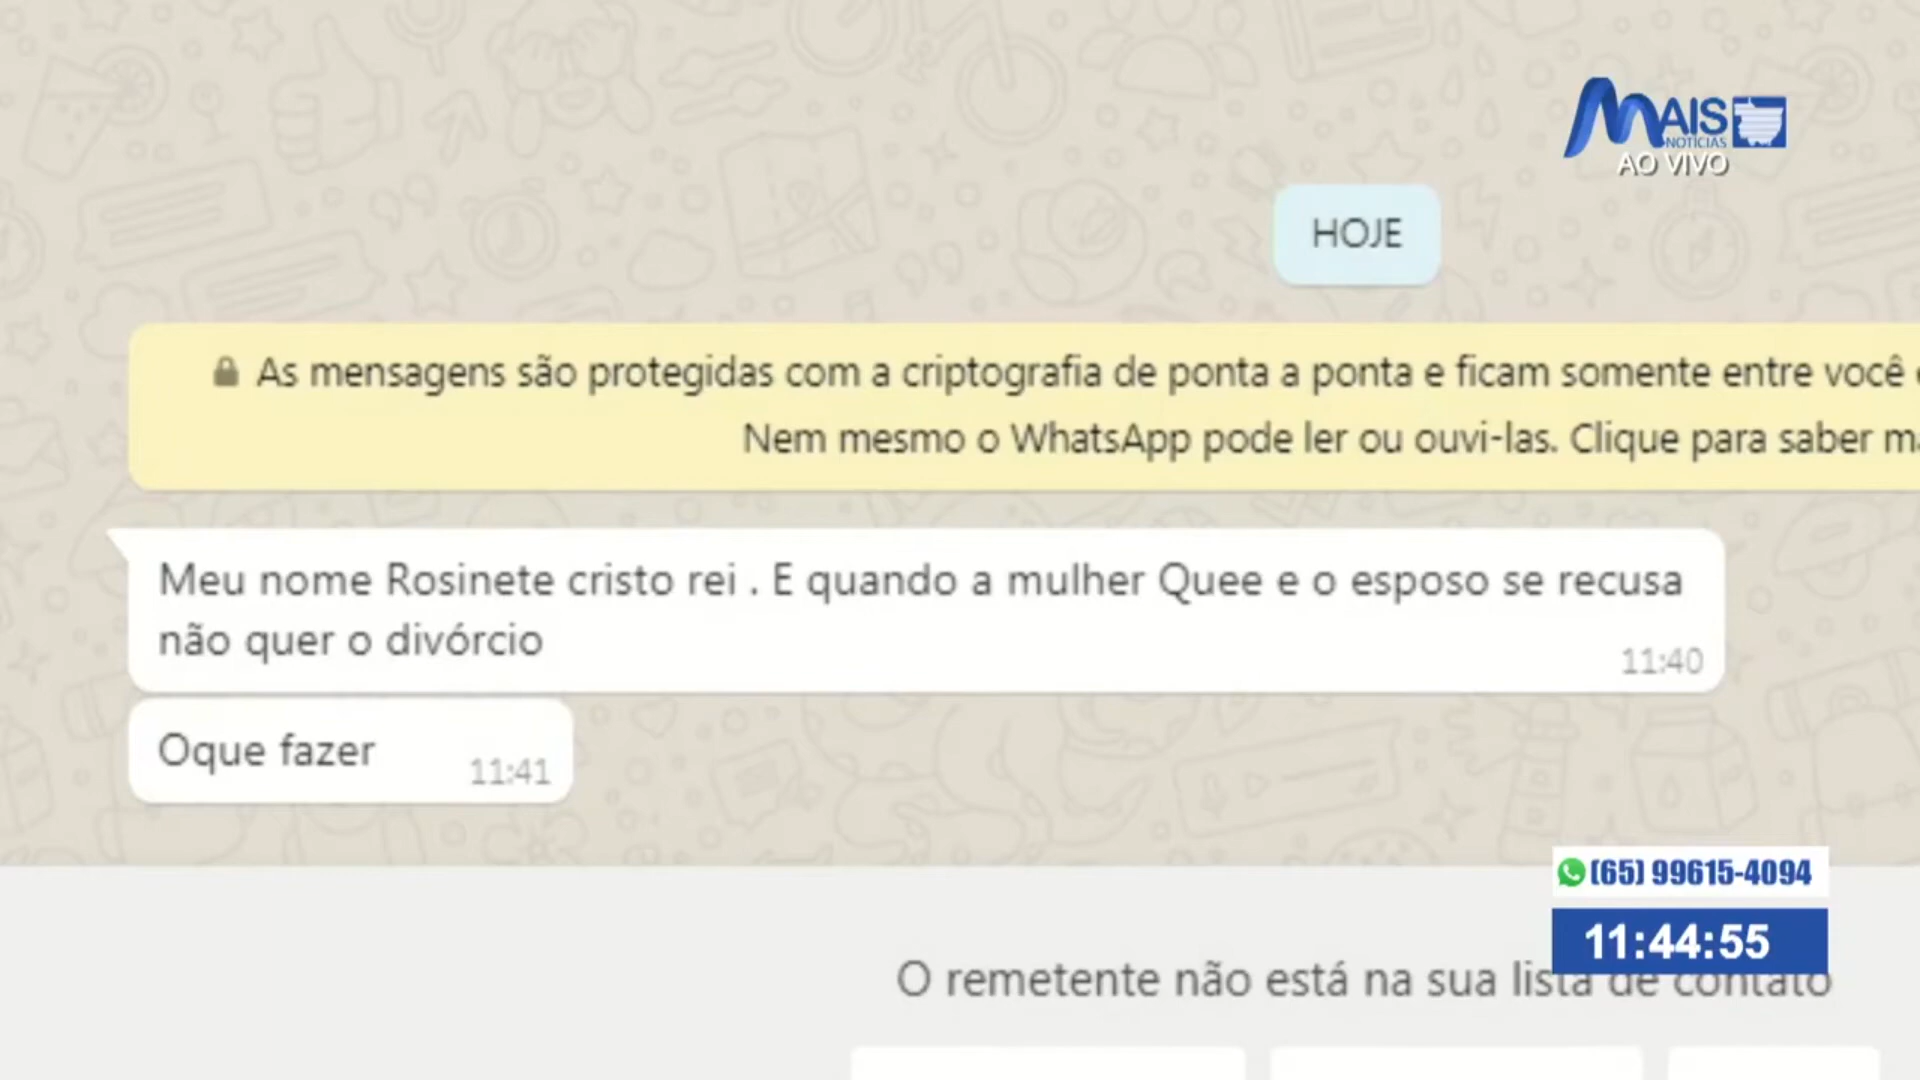 MAIS
NOTÍCIAS
AO VIVO
HOJE
As mensagens são protegidas com a criptografia de ponta a ponta e ficam somente entre você
Nem mesmo o WhatsApp pode ler ou ouvi-las. Clique para saber
Meu nome Rosinete cristo rei . E quando a mulher Quee e o esposo se recusa
não quer o divórcio
11:40
Oque fazer
11:41
(65) 99615-4094
11:44:55
O remetente não está na sua lista de contato